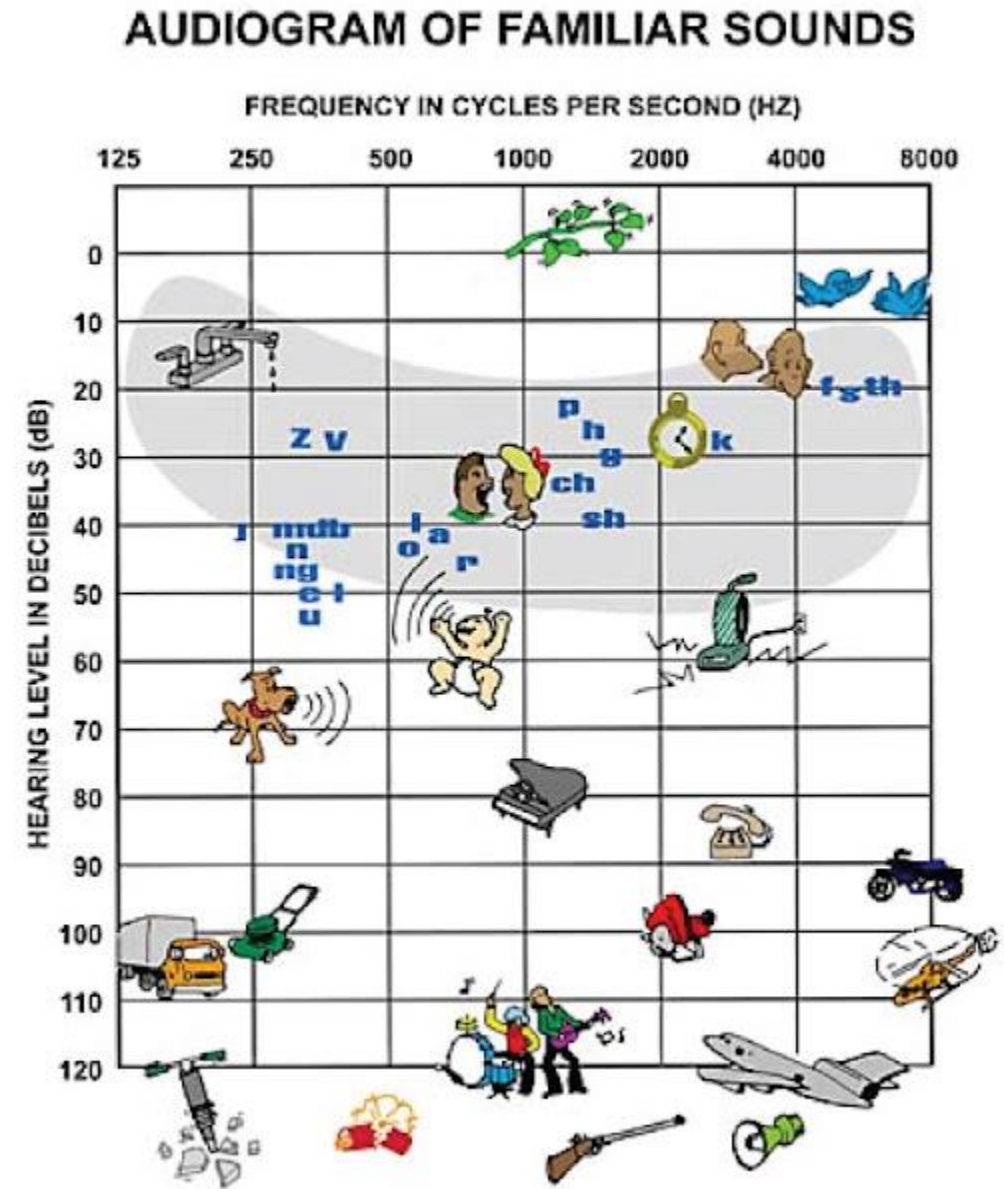 AUDIOGRAM OF FAMILIAR SOUNDS
FREQUENCY IN CYCLES PER SECOND (HZ)
125 250 500 1000 2000 4000 8000
HEARING LEVEL IN DECIBELS (dB)
0
10
20
f s th
p
z v
h
k
30
g
ch
40
sh
j mdb
l
a
n
o
r
ng
50
e l
u
60
70
80
90
100
110
120